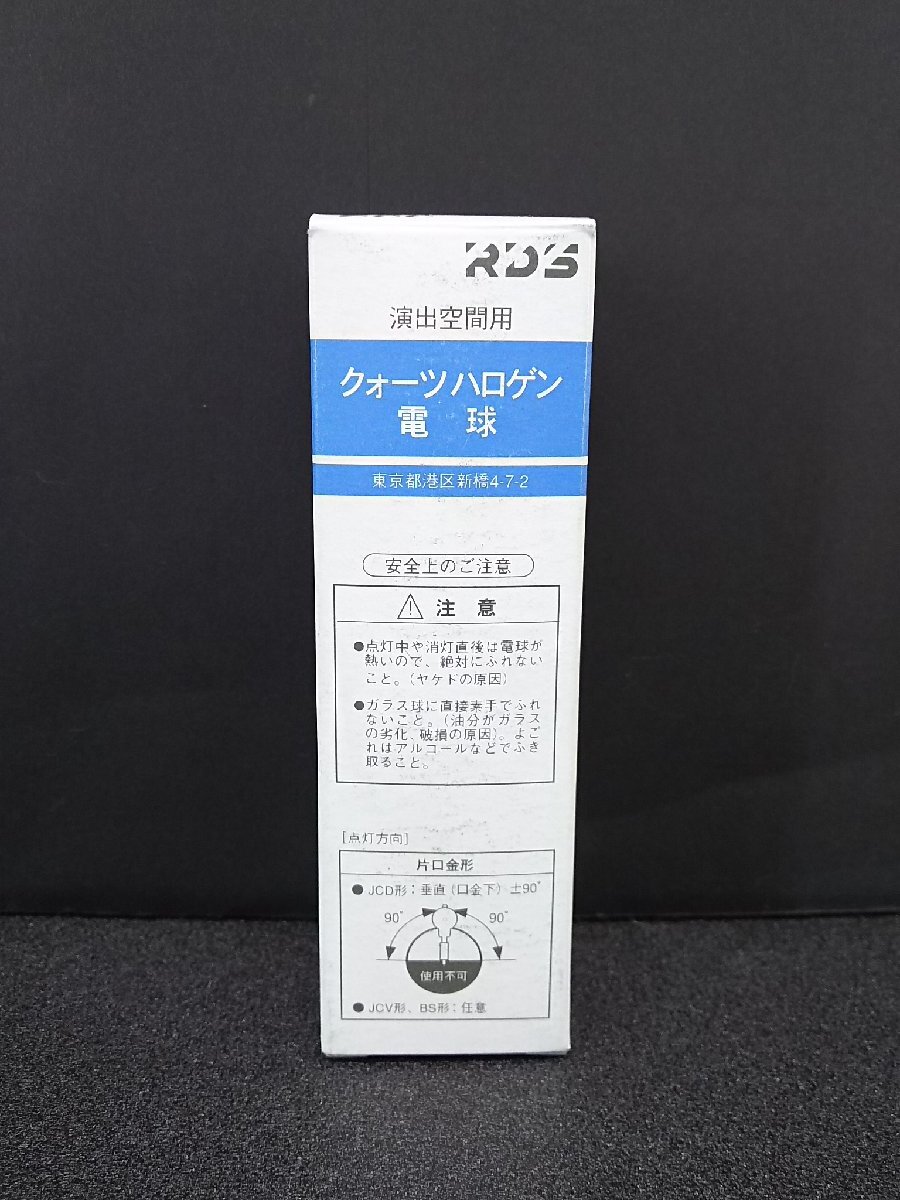 RDS
演出空間用
クォーツハロゲン
電球
東京都港区新橋4-7-2
安全上のご注意
注意
●点灯中や消灯直後は電球が
熱いので、絶対にふれない
こと。(ヤケドの原因)
●ガラス球に直接素手でふれ
ないこと。(油分がガラス
の劣化、破損の原因)。よご
れはアルコールなどでふき
取ること。
[点灯方向]
片口金形
●JCD形:垂直(口金下)±90°
90° 90°
使用不可
●JCV形、BS形:任意